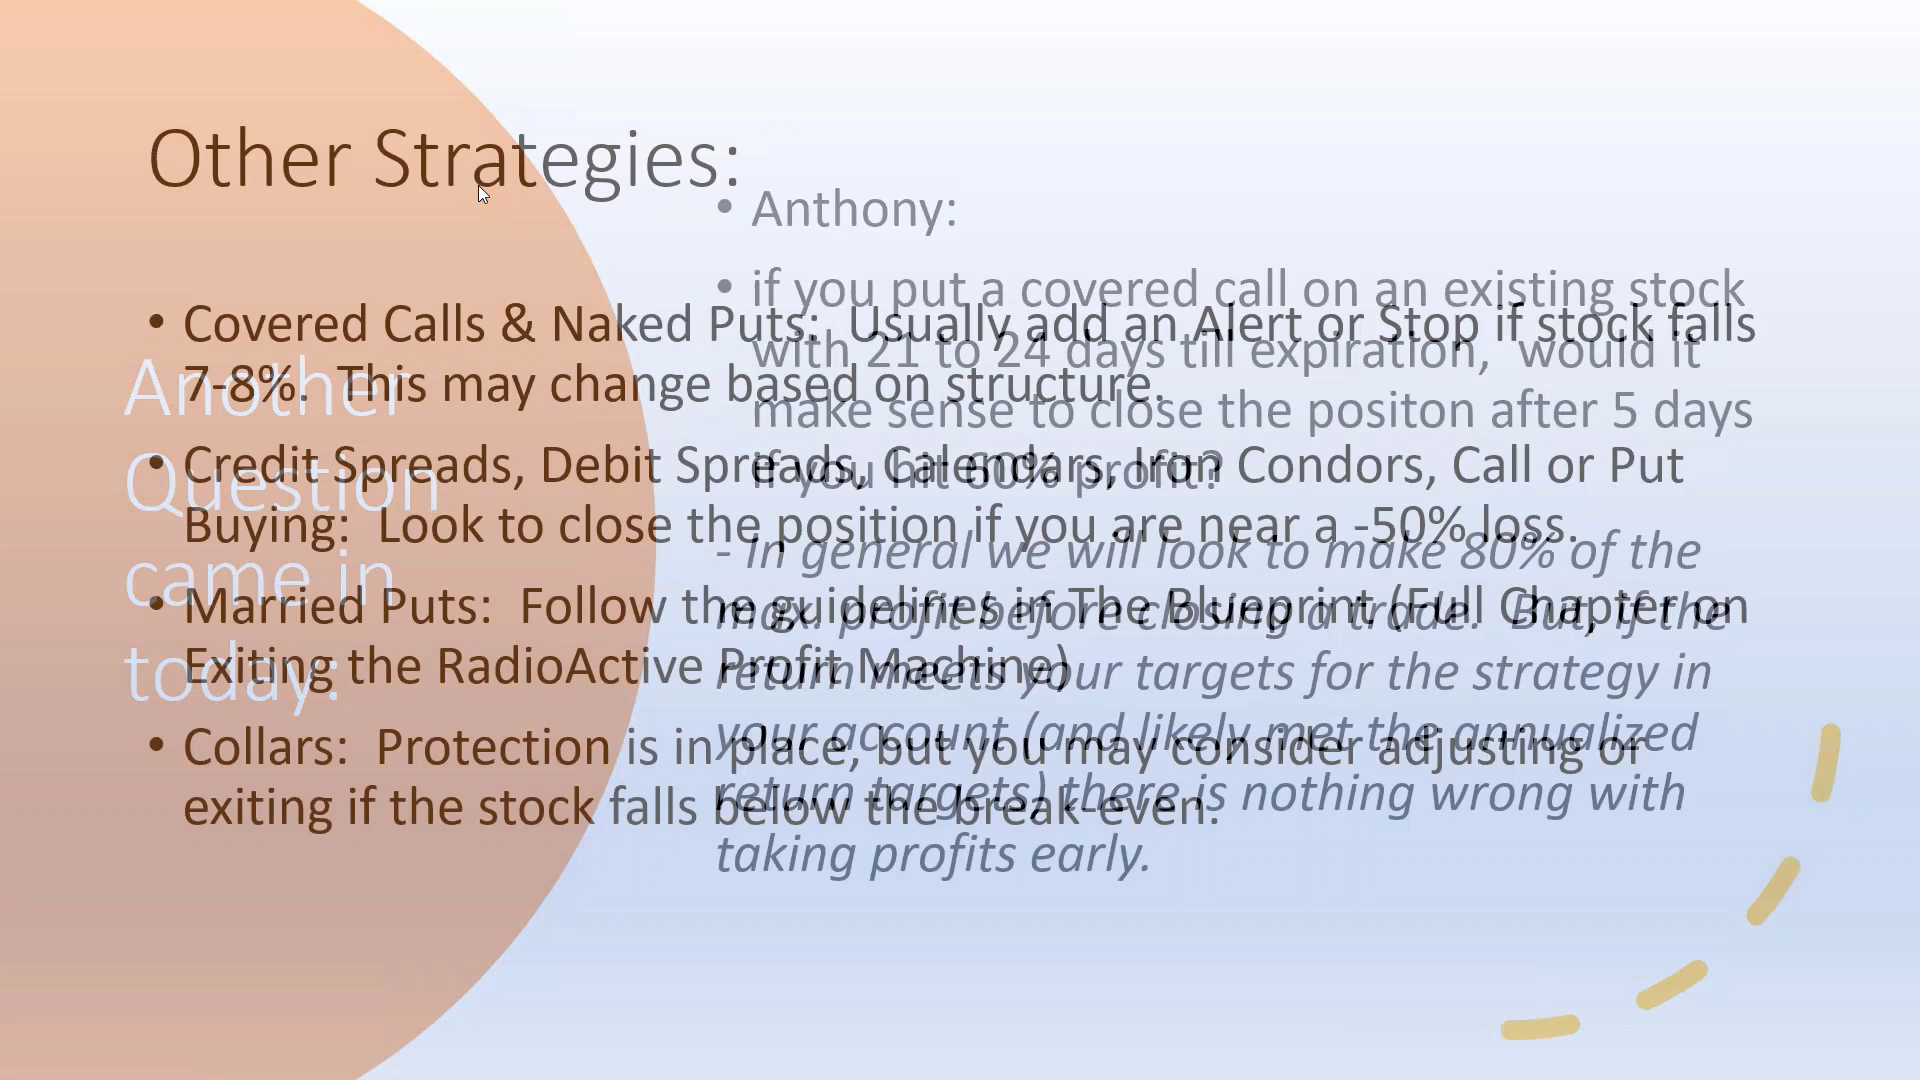 Other Strategies:
• Covered Calls & Naked Puts:  Usually add an Alert or Stop if stock falls
7-8%.  This may change based on structure.
• Credit Spreads, Debit Spreads, Calendars, Iron Condors, Call or Put
Buying:  Look to close the position if you are near a -50% loss.
• Married Puts:  Follow the guidelines in The Blueprint (Full Chapter on
Exiting the RadioActive Profit Machine)
• Collars:  Protection is in place, but you may consider adjusting or
exiting if the stock falls below the break-even.
Another
Question
came in
today:
• Anthony:
• if you put a covered call on an existing stock
with 21 to 24 days till expiration,  would it
make sense to close the positon after 5 days
if you hit 60% profit?
- In general we will look to make 80% of the
max. profit before closing a trade.  But, if the
return meets your targets for the strategy in
your account (and likely met the annualized
return targets) there is nothing wrong with
taking profits early.